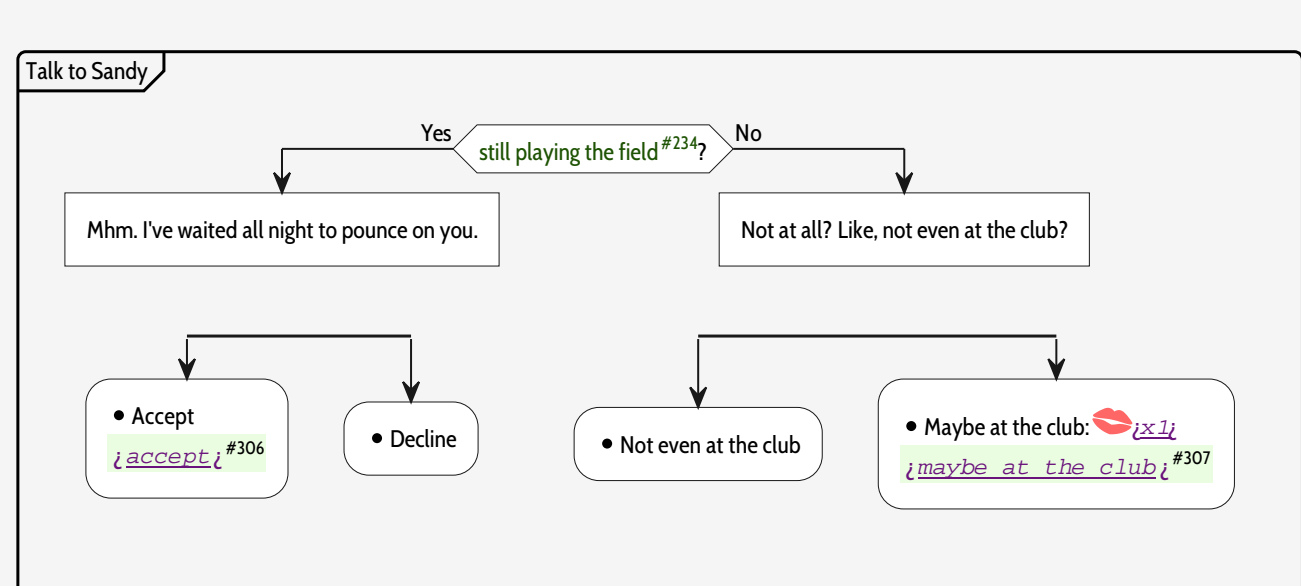 Talk to Sandy
Yes
still playing the field #234?
No
Mhm. I've waited all night to pounce on you.
Not at all? Like, not even at the club?
• Accept
¿accept¿ #306
• Decline
• Not even at the club
• Maybe at the club: ¿x1¿
¿maybe at the club¿ #307